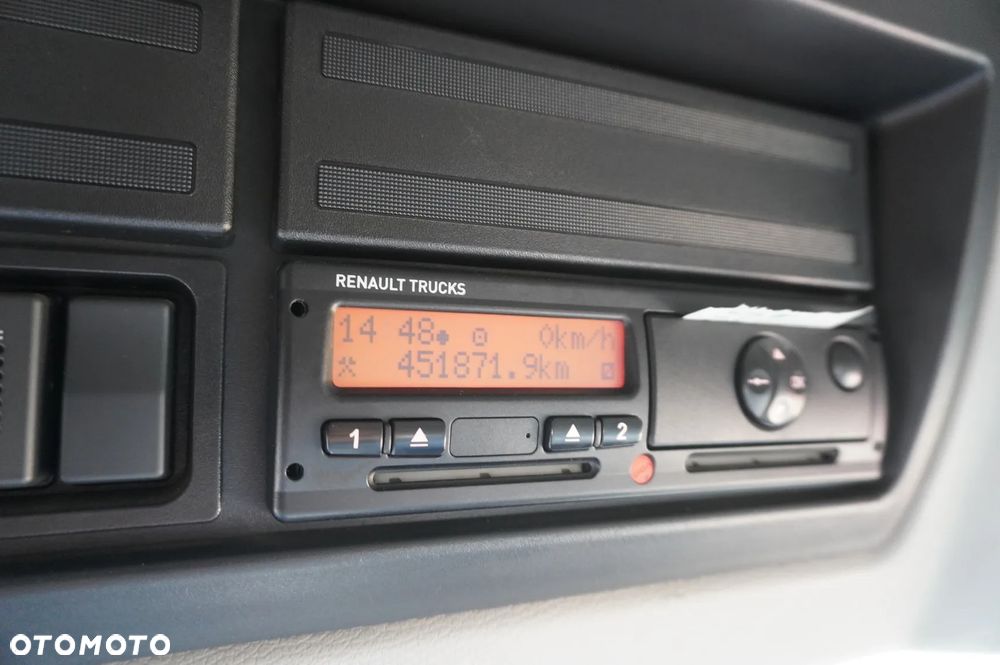 RENAULT TRUCKS
14 48 0km/h
451871.9km
1 2
OTOMOTO